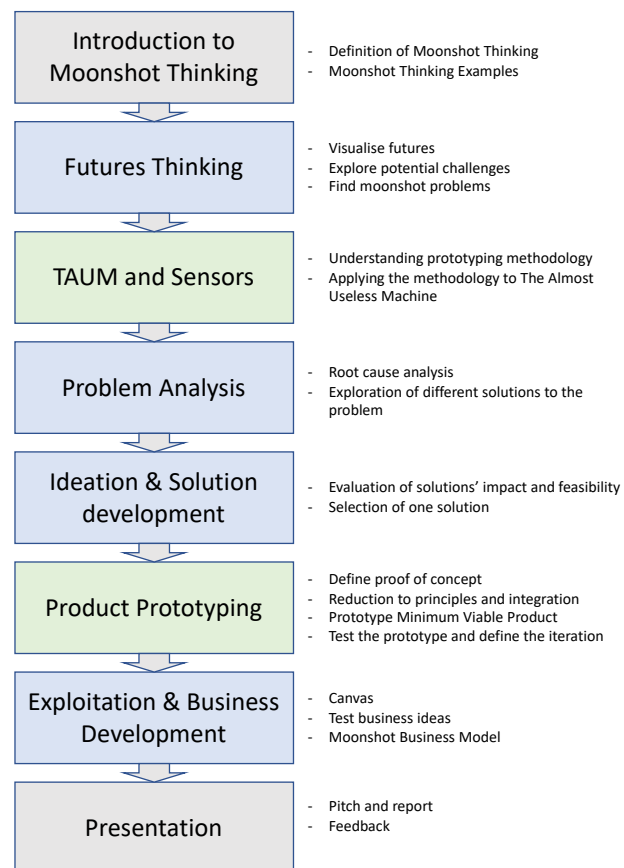 Introduction to
Moonshot Thinking
- Definition of Moonshot Thinking
- Moonshot Thinking Examples
Futures Thinking
- Visualise futures
- Explore potential challenges
- Find moonshot problems
TAUM and Sensors
- Understanding prototyping methodology
- Applying the methodology to The Almost
Useless Machine
Problem Analysis
- Root cause analysis
- Exploration of different solutions to the
problem
Ideation & Solution
development
- Evaluation of solutions’ impact and feasibility
- Selection of one solution
Product Prototyping
- Define proof of concept
- Reduction to principles and integration
- Prototype Minimum Viable Product
- Test the prototype and define the iteration
Exploitation & Business
Development
- Canvas
- Test business ideas
- Moonshot Business Model
Presentation
- Pitch and report
- Feedback